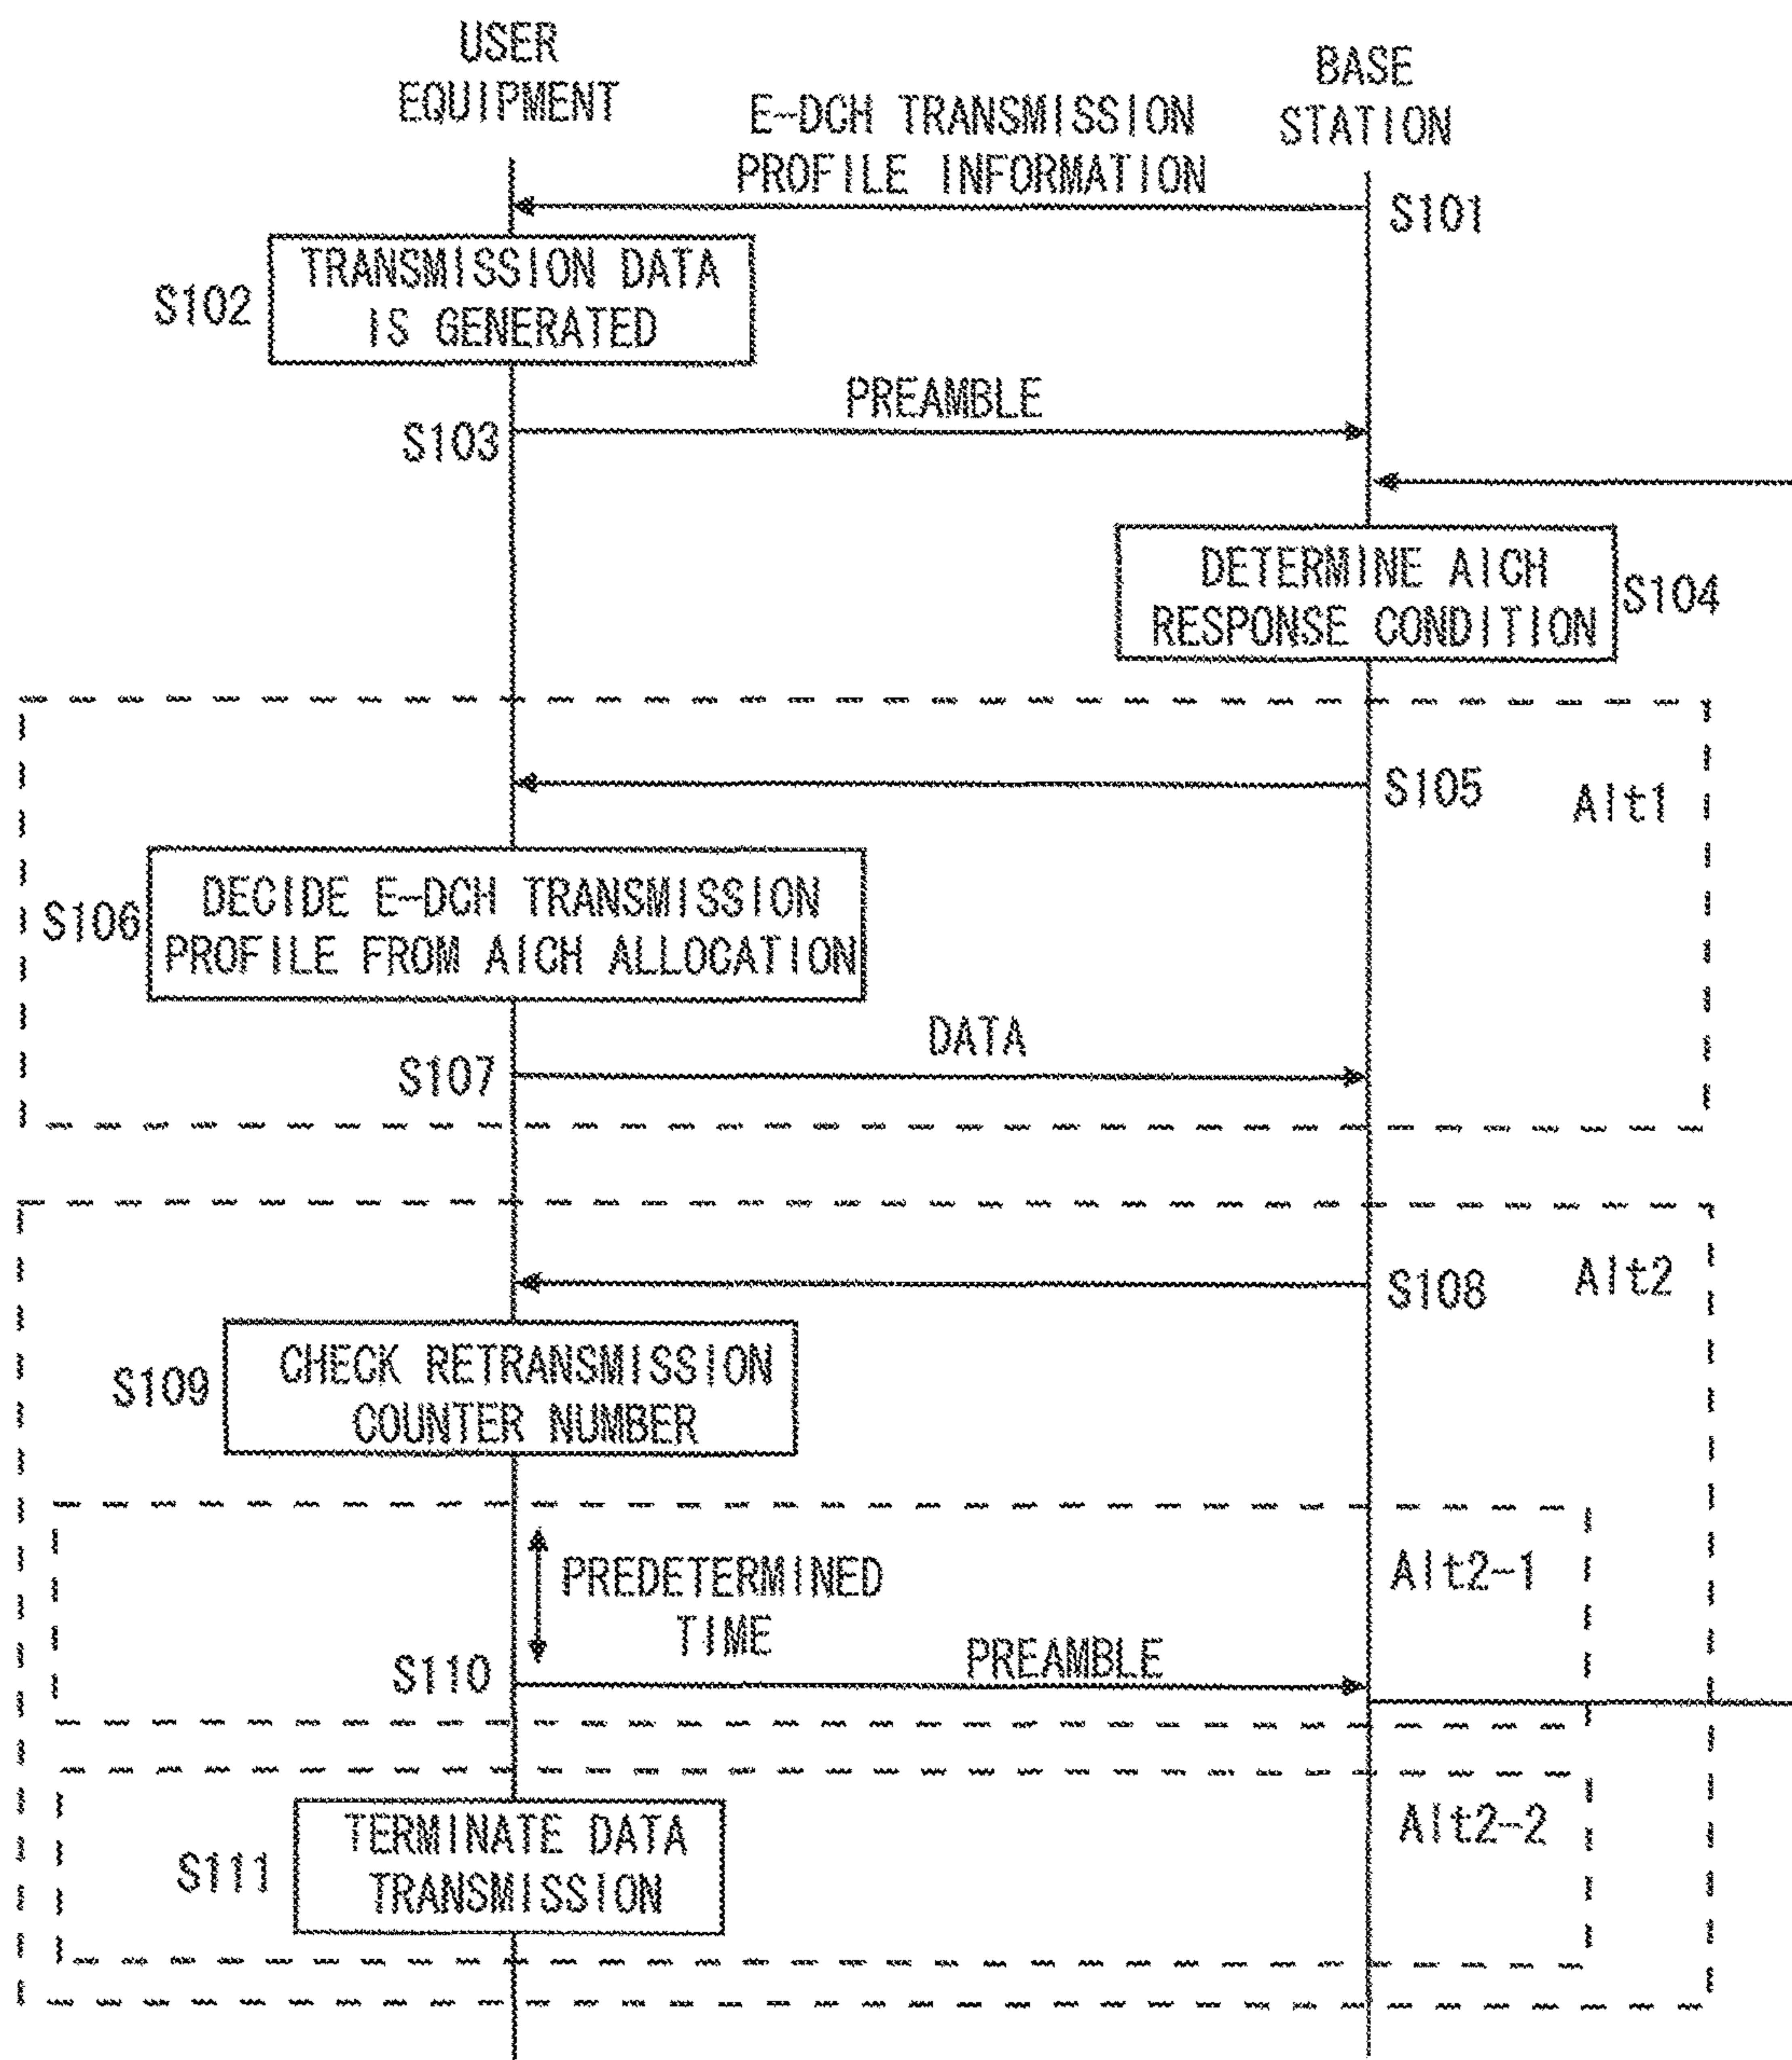 USER
EQUIPMENT
BASE
STATION
E-DCH TRANSMISSION
PROFILE INFORMATION
S101
TRANSMISSION DATA
IS GENERATED
S102
PREAMBLE
S103
DETERMINE AICH
RESPONSE CONDITION
S104
S105
Alt1
DECIDE E-DCH TRANSMISSION
PROFILE FROM AICH ALLOCATION
S106
DATA
S107
S108
Alt2
CHECK RETRANSMISSION
COUNTER NUMBER
S109
PREDETERMINED
TIME
Alt2-1
S110
PREAMBLE
TERMINATE DATA
TRANSMISSION
S111
Alt2-2